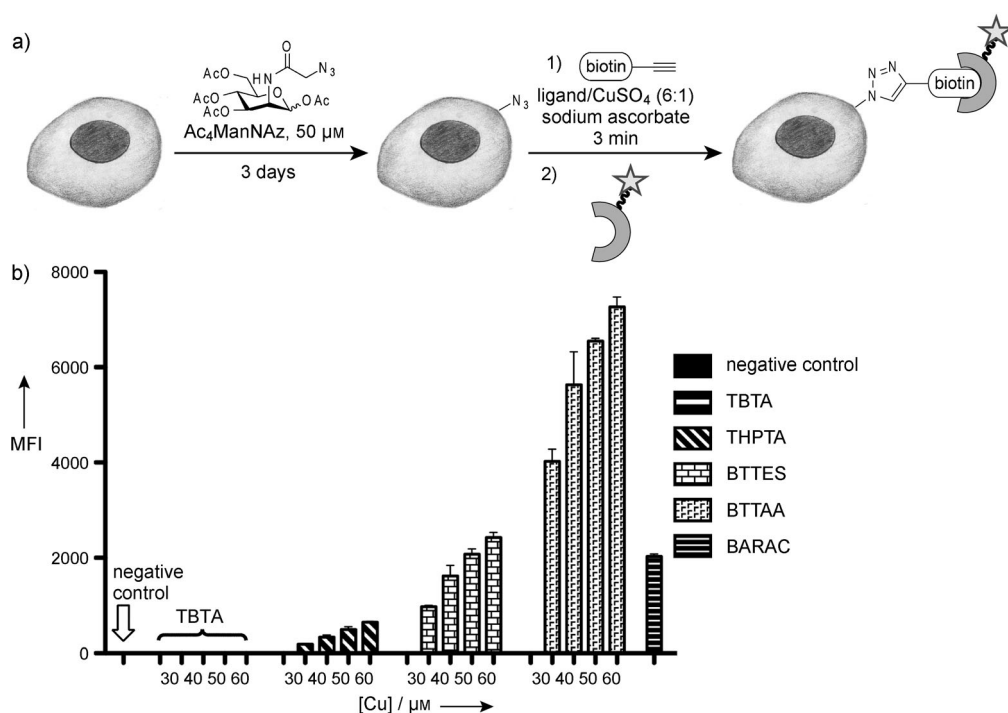 a)
O
N
H
N₃
AcO
O
AcO
AcO
OAc
Ac₄ManNAz, 50 μM
3 days
N₃
1)
biotin
ligand/CuSO₄ (6:1)
sodium ascorbate
3 min
2)
N
N
N
biotin
b)
8000
6000
4000
2000
0
MFI
negative
control
TBTA
30 40 50 60
30 40 50 60
30 40 50 60
30 40 50 60
[Cu] / μM
negative control
TBTA
THPTA
BTTES
BTTAA
BARAC